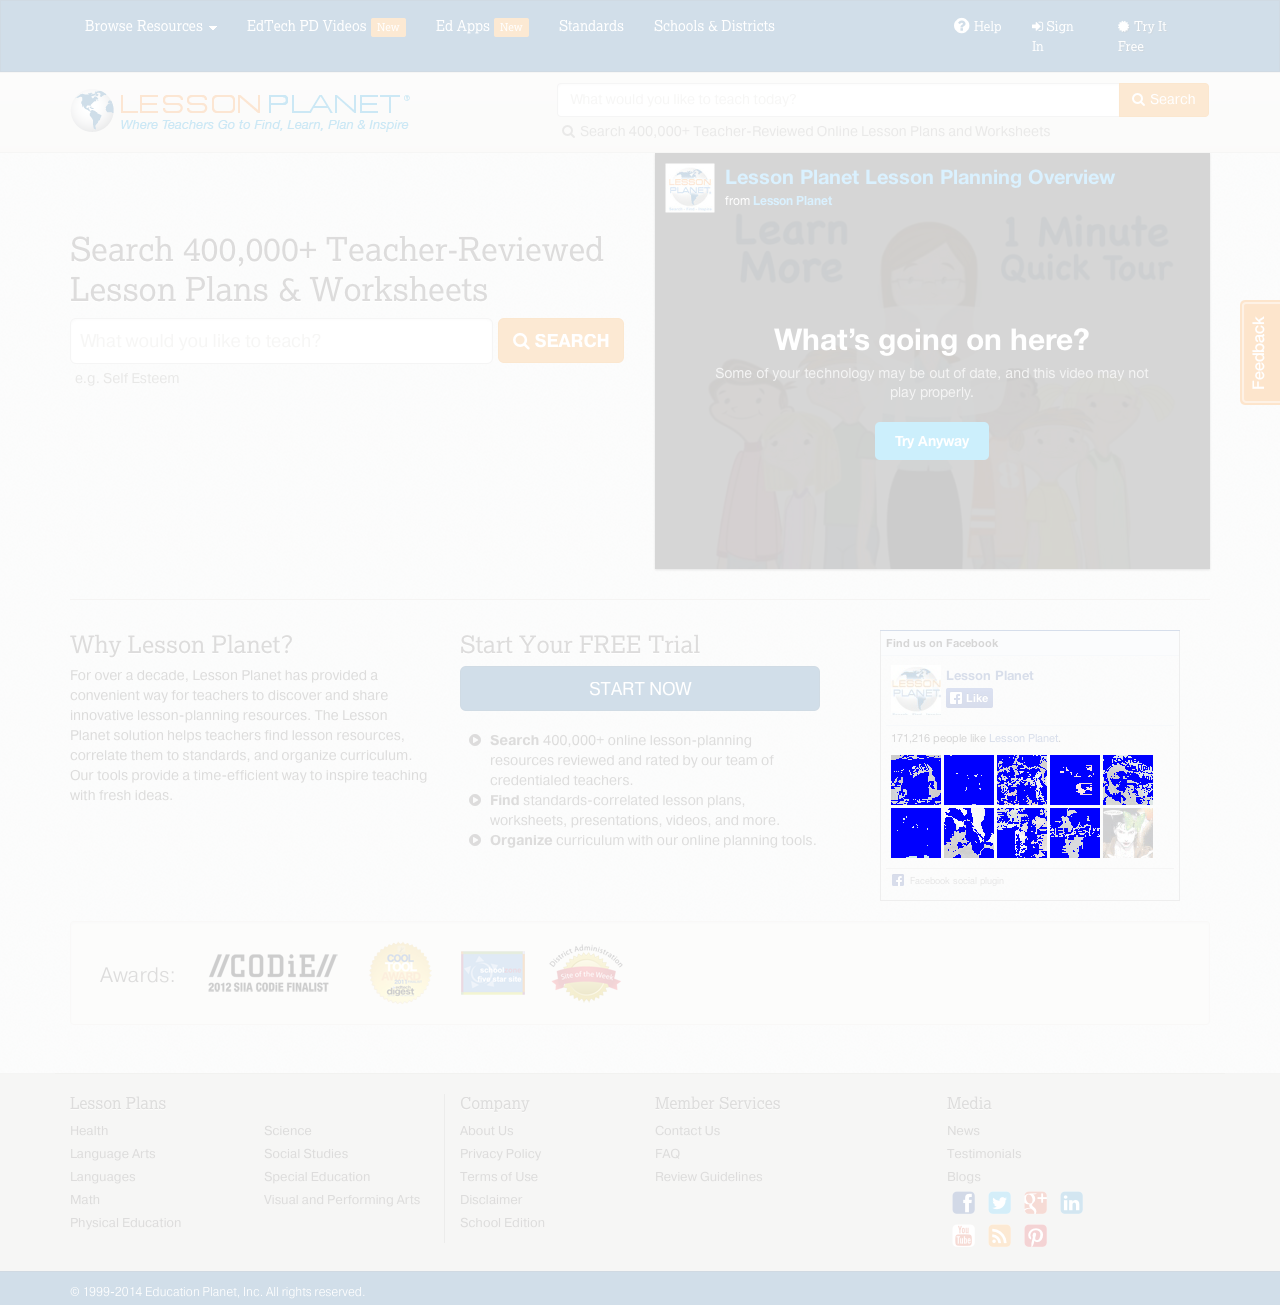 Browse Resources
EdTech PD Videos New
Ed Apps New
Standards
Schools & Districts
Help
Sign In
Try It Free
LESSON PLANET®
Where Teachers Go to Find, Learn, Plan & Inspire
What would you like to teach today?
Search
Search 400,000+ Teacher-Reviewed Online Lesson Plans and Worksheets
Search 400,000+ Teacher-Reviewed
Lesson Plans & Worksheets
What would you like to teach?
SEARCH
e.g. Self Esteem
LESSON
PLANET
Lesson Planet Lesson Planning Overview
from Lesson Planet
Learn
More
1 Minute
Quick Tour
What's going on here?
Some of your technology may be out of date, and this video may not
play properly.
Try Anyway
Feedback
Why Lesson Planet?
For over a decade, Lesson Planet has provided a
convenient way for teachers to discover and share
innovative lesson-planning resources. The Lesson
Planet solution helps teachers find lesson resources,
correlate them to standards, and organize curriculum.
Our tools provide a time-efficient way to inspire teaching
with fresh ideas.
Start Your FREE Trial
START NOW
Search 400,000+ online lesson-planning
resources reviewed and rated by our team of
credentialed teachers.
Find standards-correlated lesson plans,
worksheets, presentations, videos, and more.
Organize curriculum with our online planning tools.
Find us on Facebook
LESSON
PLANET
Lesson Planet
Like
171,216 people like Lesson Planet.
Facebook social plugin
Awards:
//CODiE//
2012 SIIA CODiE FINALIST
COOL
TOOL
digest
school
five star site
District Administration
Site of the Week
Lesson Plans
Health
Language Arts
Languages
Math
Physical Education
Science
Social Studies
Special Education
Visual and Performing Arts
Company
About Us
Privacy Policy
Terms of Use
Disclaimer
School Edition
Member Services
Contact Us
FAQ
Review Guidelines
Media
News
Testimonials
Blogs
You
Tube
© 1999-2014 Education Planet, Inc. All rights reserved.